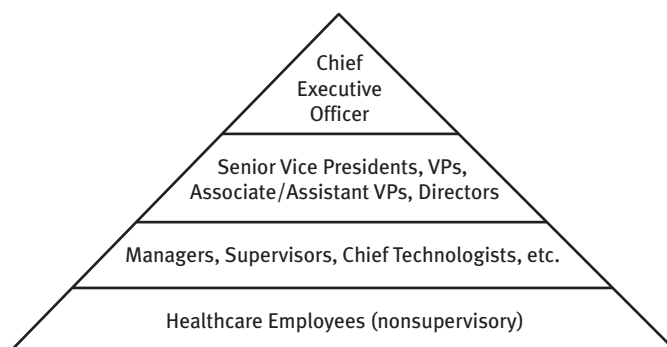 Chief
Executive
Officer
Senior Vice Presidents, VPs,
Associate/Assistant VPs, Directors
Managers, Supervisors, Chief Technologists, etc.
Healthcare Employees (nonsupervisory)